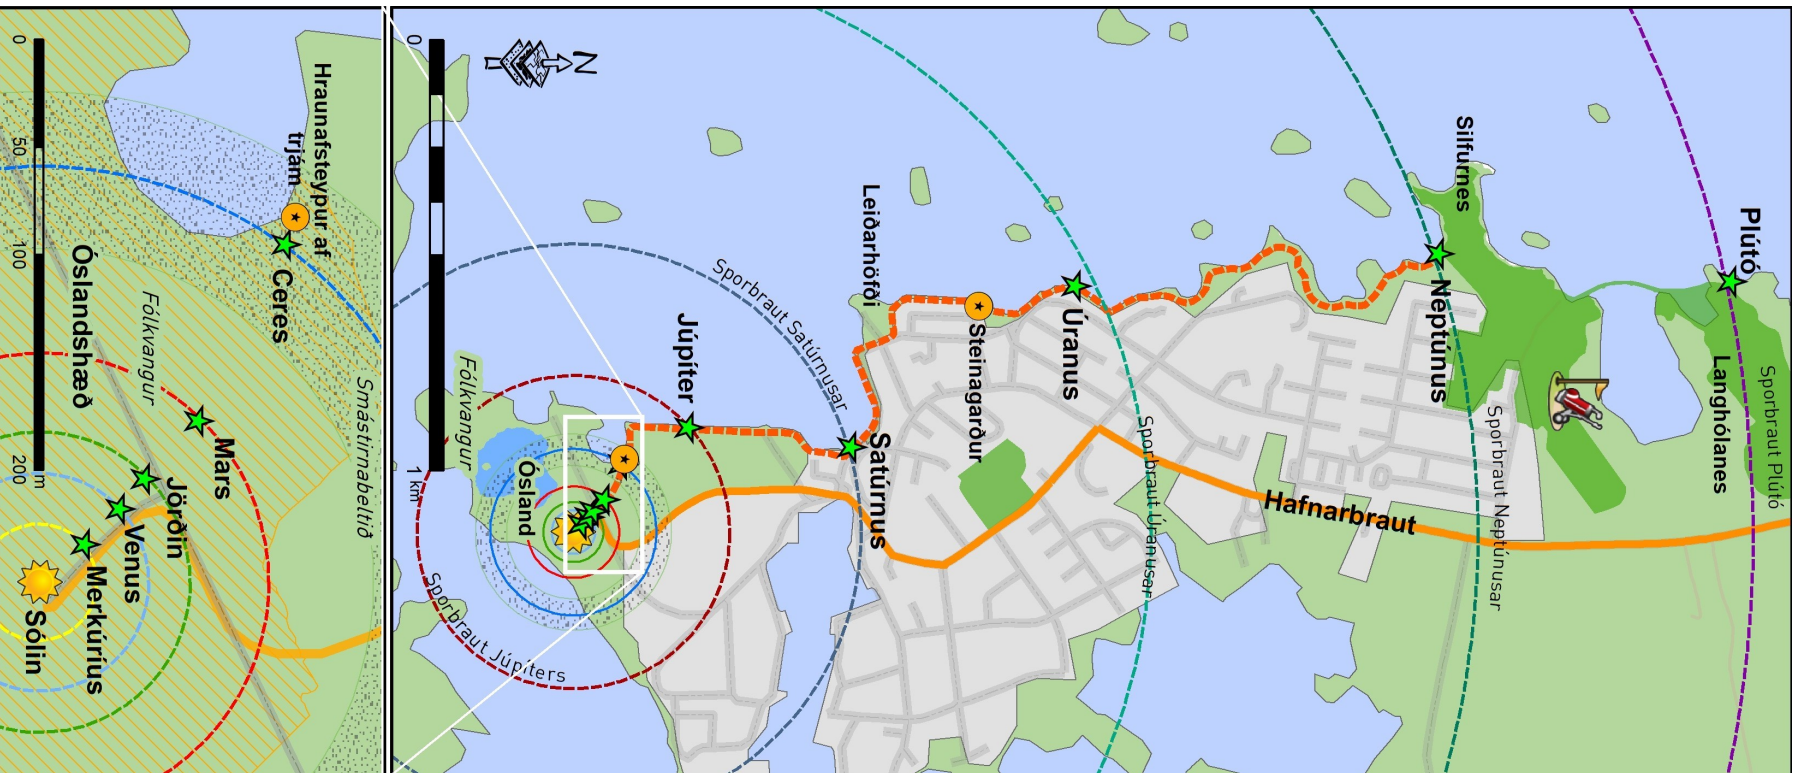 0
50
100
200
m
Hraunafsteypur af
trjám
Ceres
Óslandshæð
Fólkvangur
Smástirnabeltið
Mars
Jörðin
Venus
Merkúríus
Sólin
0
1 km
N
Leiðarhöfði
Sporbraut Satúrnusar
Júpíter
Fólkvangur
Ósland
Sporbraut Júpíters
Satúrnus
Steinagarður
Úranus
Sporbraut Úranusar
Hafnarbraut
Silfurnes
Neptúnus
Sporbraut Neptúnusar
Plútó
Langhólanes
Sporbraut Plútó